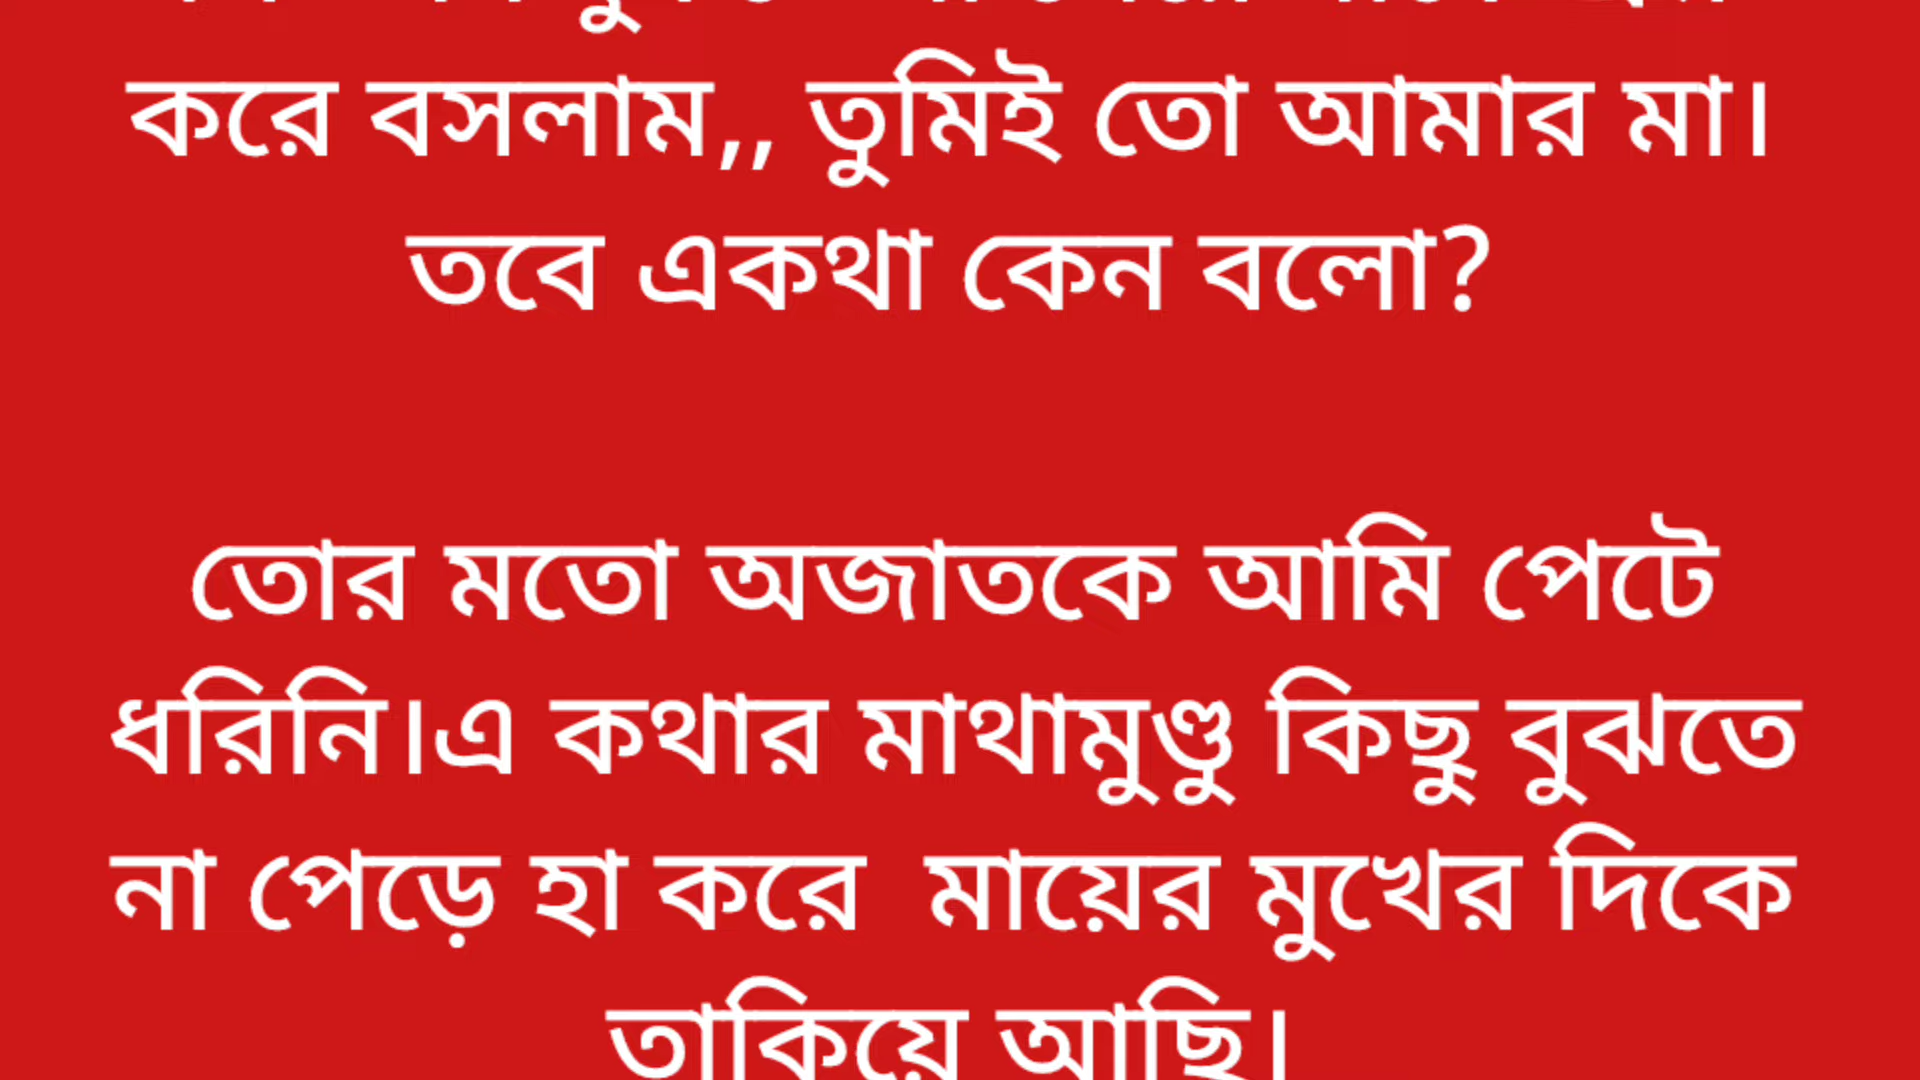 করে বসলাম,, তুমিই তো আমার মা।
তবে একথা কেন বলো?
তোর মতো অজাতকে আমি পেটে
ধরিনি।এ কথার মাথামুণ্ডু কিছু বুঝতে
না পেড়ে হা করে  মায়ের মুখের দিকে
তাকিয়ে আছি।